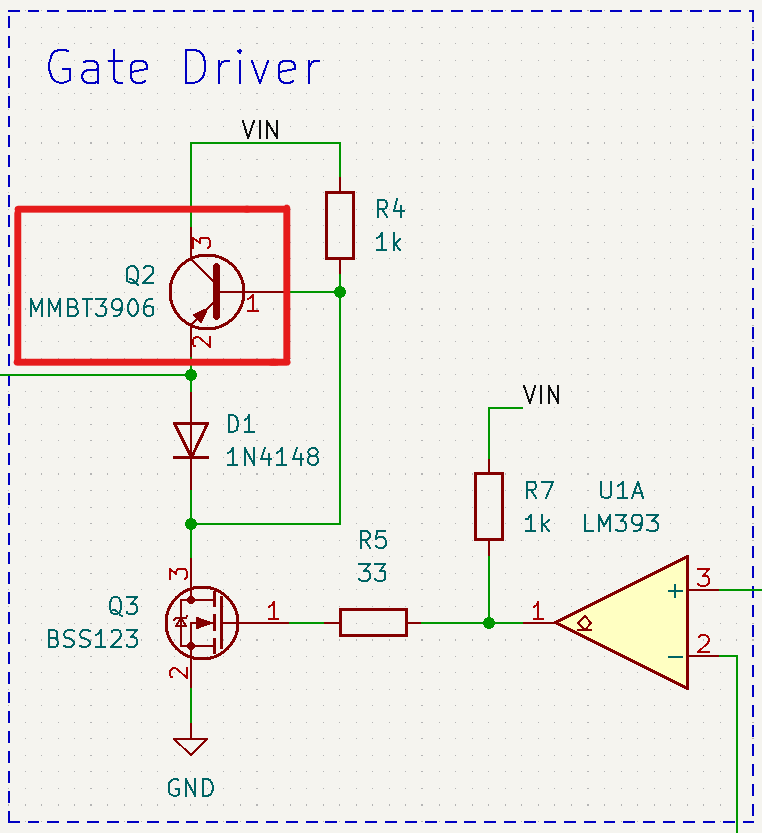 Gate Driver
VIN
R4
1k
3
Q2
MMBT3906
1
2
VIN
D1
1N4148
R7
1k
U1A
LM393
R5
33
3
Q3
BSS123
1
2
1
+
3
−
2
GND